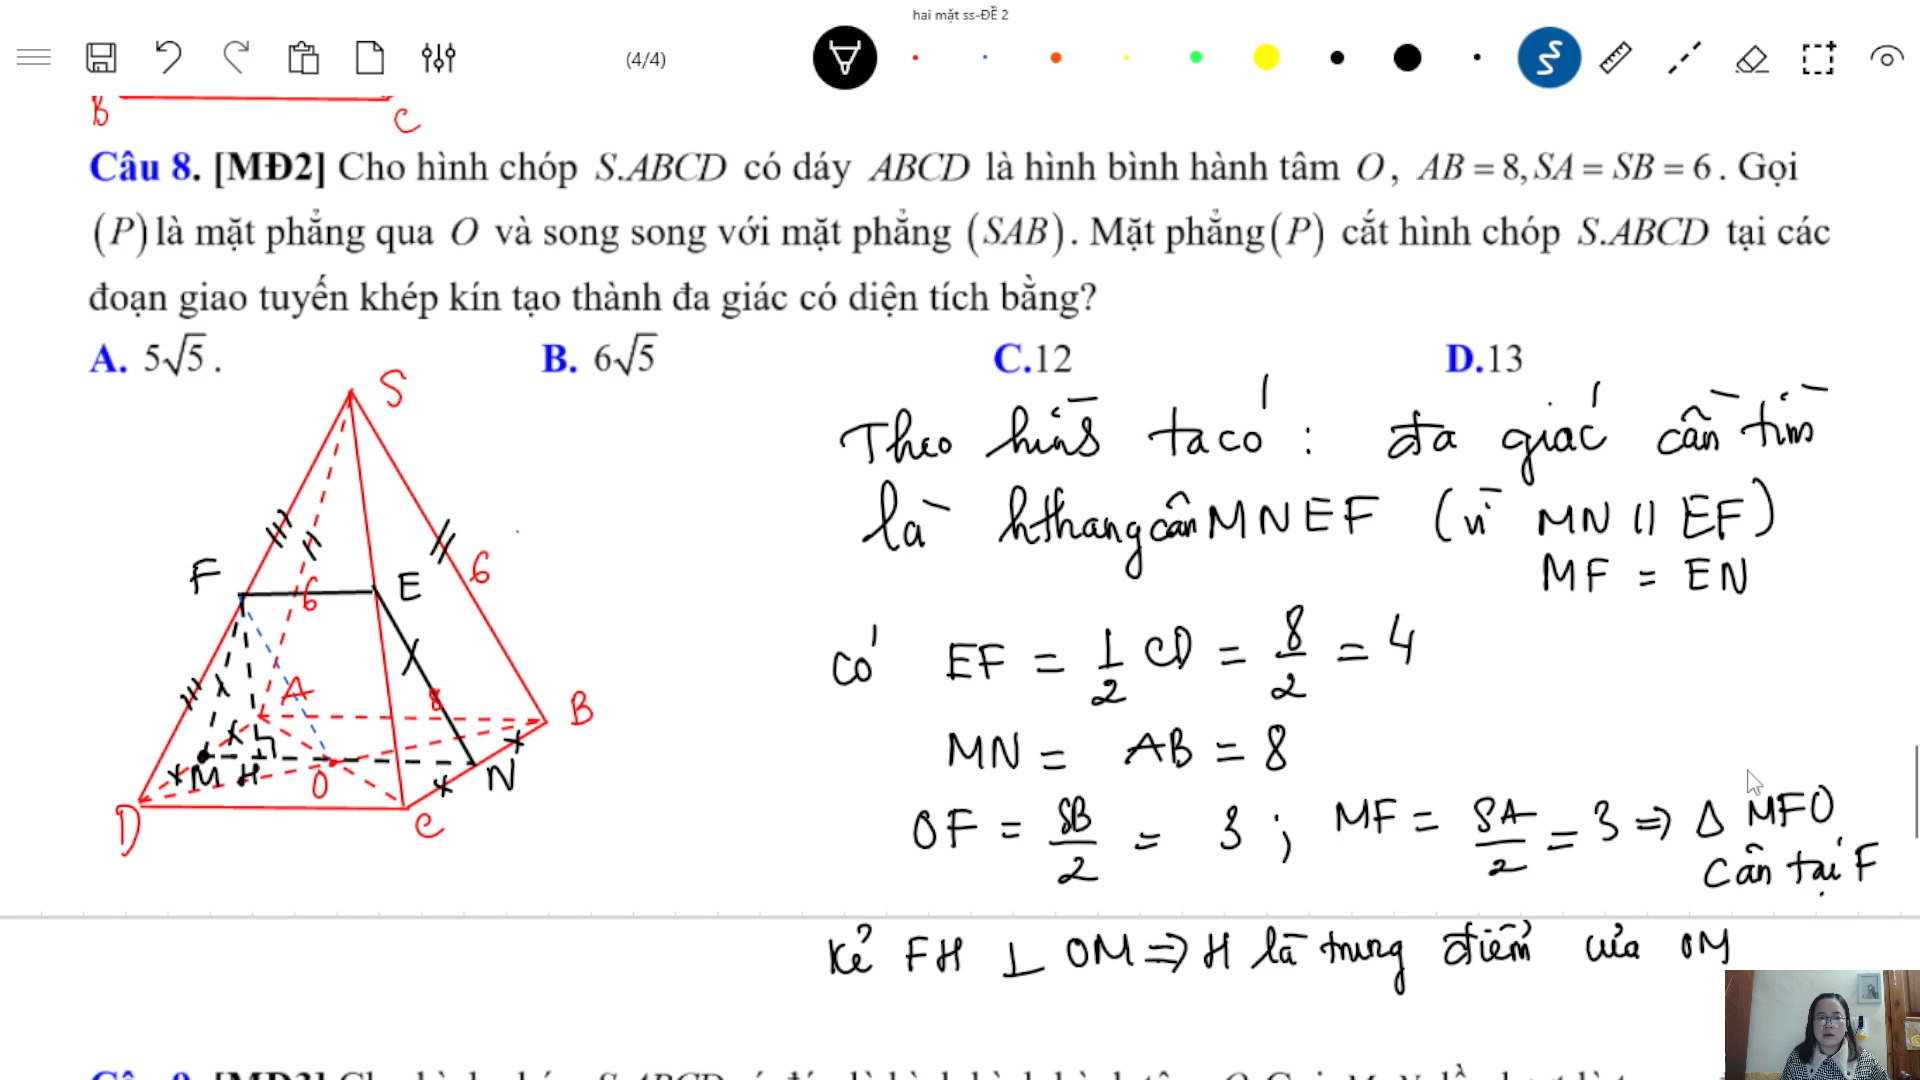 hai mặt ss-ĐỀ 2
(4/4)
B C
Câu 8. [MĐ2] Cho hình chóp S.ABCD có dáy ABCD là hình bình hành tâm O, AB = 8, SA = SB = 6. Gọi
(P) là mặt phẳng qua O và song song với mặt phẳng (SAB). Mặt phẳng (P) cắt hình chóp S.ABCD tại các
đoạn giao tuyến khép kín tạo thành đa giác có diện tích bằng?
A. 5√5. B. 6√5 C.12 D.13
S
Theo hình ta có : đa giác cần tìm
là hthang cân MNEF (vì MN // EF)
MF = EN
F 6 E 6
có EF = 1/2 CD = 8/2 = 4
A 8 B
MN = AB = 8
M H O N
D C
OF = SB/2 = 3 ; MF = SA/2 = 3 => Δ MFO
cân tại F
Kẻ FH ⊥ OM => H là trung điểm của OM